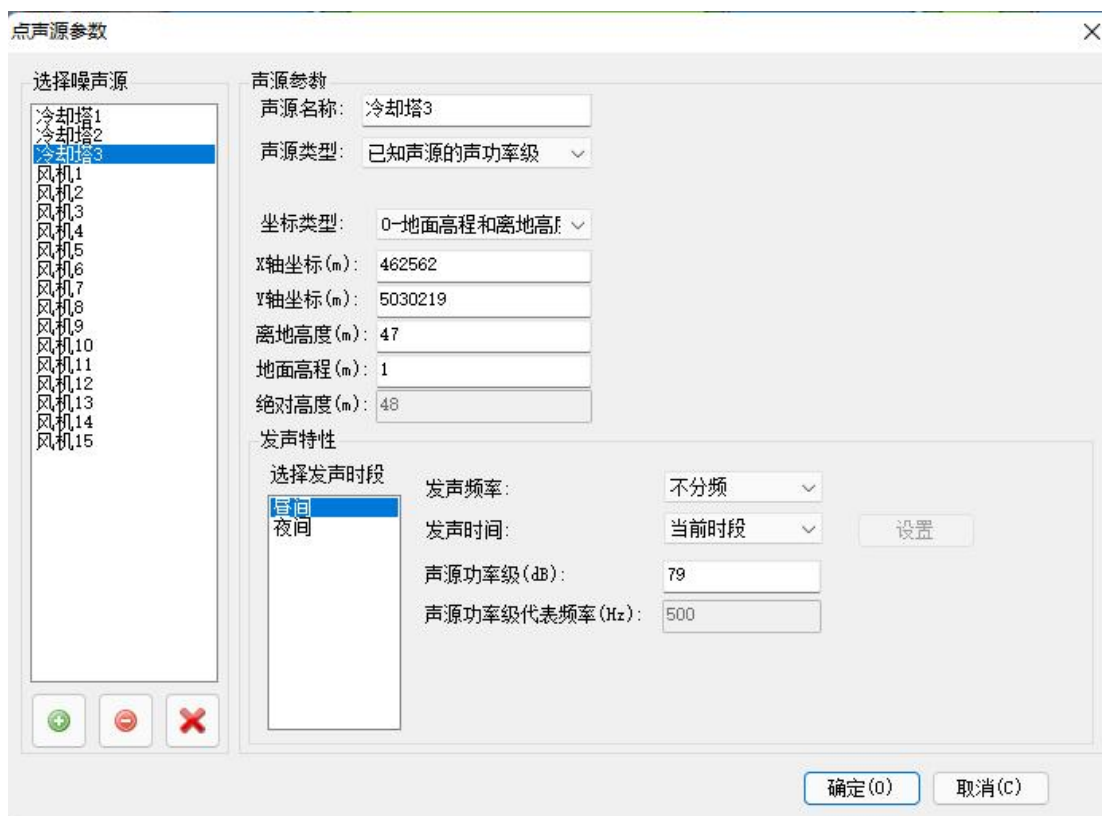 点声源参数
选择噪声源
冷却塔1
冷却塔2
冷却塔3
风机1
风机2
风机3
风机4
风机5
风机6
风机7
风机8
风机9
风机10
风机11
风机12
风机13
风机14
风机15
声源参数
声源名称: 冷却塔3
声源类型: 已知声源的声功率级
坐标类型: 0-地面高程和离地高度
X轴坐标(m): 462562
Y轴坐标(m): 5030219
离地高度(m): 47
地面高程(m): 1
绝对高度(m): 48
发声特性
选择发声时段
昼间
夜间
发声频率: 不分频
发声时间: 当前时段 设置
声源功率级(dB): 79
声源功率级代表频率(Hz): 500
确定(O) 取消(C)